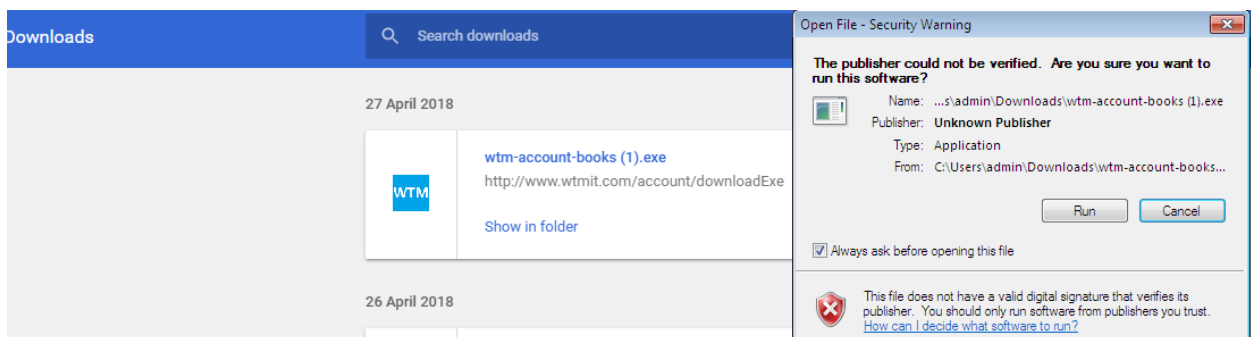 Downloads
Search downloads
27 April 2018
WTM
wtm-account-books (1).exe
http://www.wtmit.com/account/downloadExe
Show in folder
26 April 2018
Open File - Security Warning
The publisher could not be verified. Are you sure you want to
run this software?
Name: ...s\admin\Downloads\wtm-account-books (1).exe
Publisher: Unknown Publisher
Type: Application
From: C:\Users\admin\Downloads\wtm-account-books...
Run Cancel
Always ask before opening this file
This file does not have a valid digital signature that verifies its
publisher. You should only run software from publishers you trust.
How can I decide what software to run?